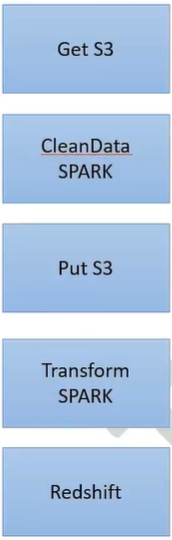 Get S3
CleanData
SPARK
Put S3
Transform
SPARK
Redshift